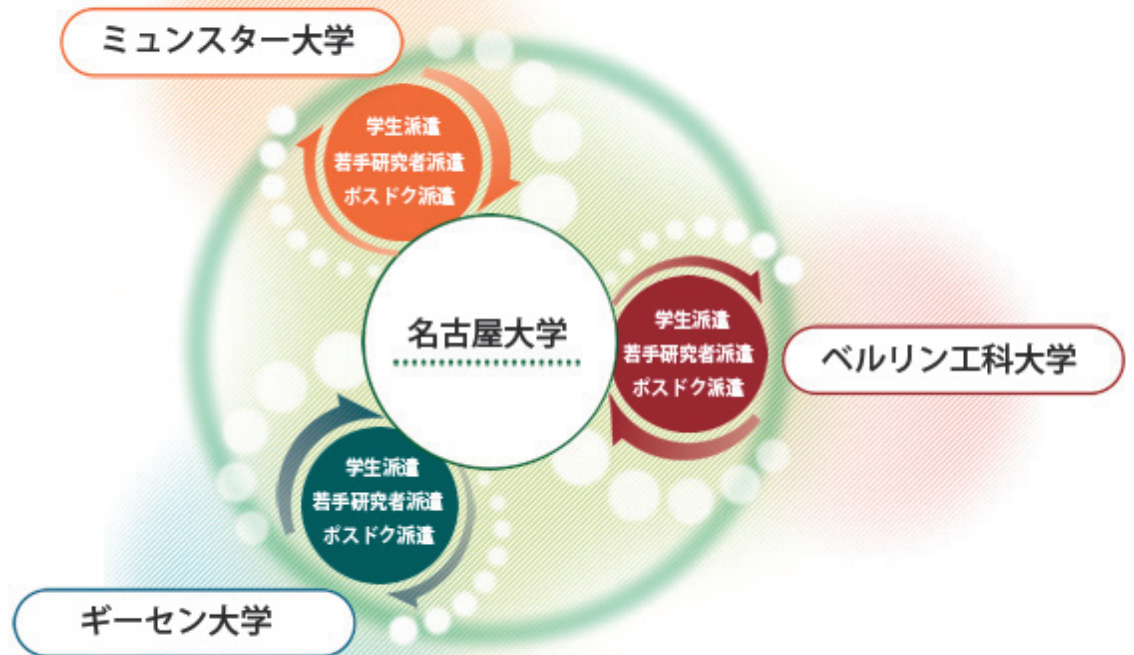 ミュンスター大学
学生派遣
若手研究者派遣
ポスドク派遣
名古屋大学
学生派遣
若手研究者派遣
ポスドク派遣
ベルリン工科大学
学生派遣
若手研究者派遣
ポスドク派遣
ギーセン大学